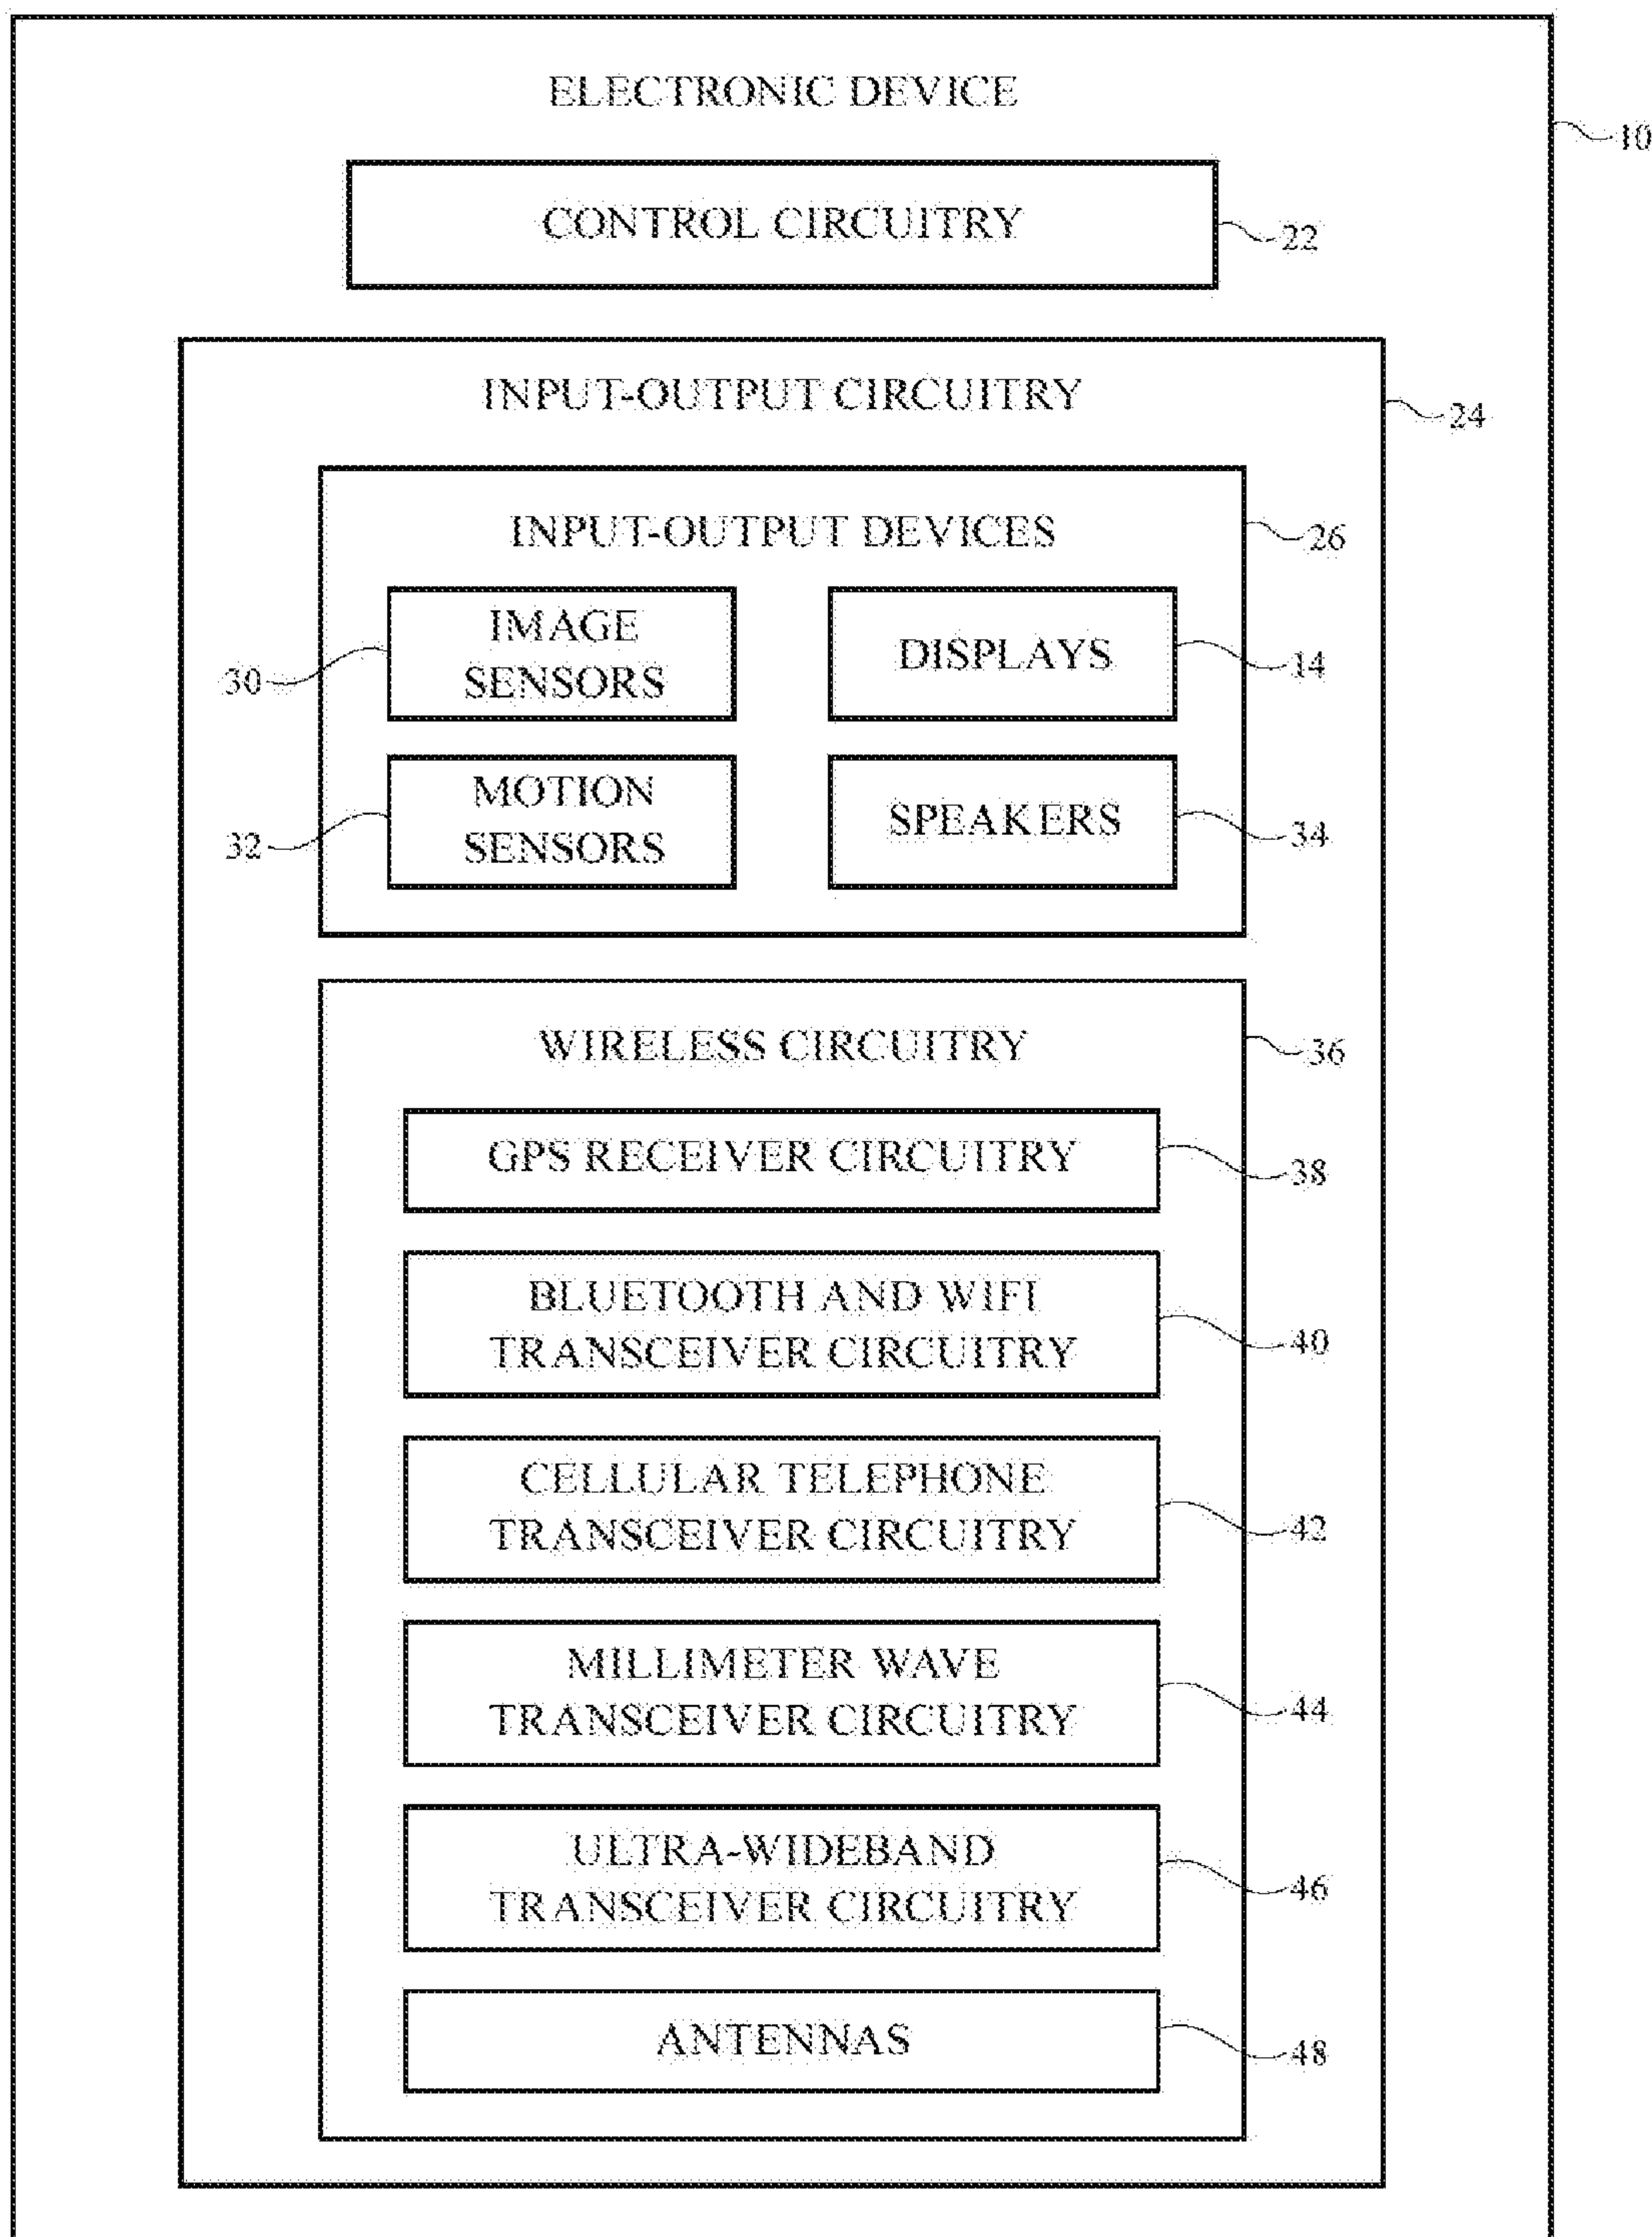 ELECTRONIC DEVICE
10
CONTROL CIRCUITRY
22
INPUT-OUTPUT CIRCUITRY
24
INPUT-OUTPUT DEVICES
26
IMAGE
SENSORS
30
DISPLAYS
14
MOTION
SENSORS
32
SPEAKERS
34
WIRELESS CIRCUITRY
36
GPS RECEIVER CIRCUITRY
38
BLUETOOTH AND WIFI
TRANSCEIVER CIRCUITRY
40
CELLULAR TELEPHONE
TRANSCEIVER CIRCUITRY
42
MILLIMETER WAVE
TRANSCEIVER CIRCUITRY
44
ULTRA-WIDEBAND
TRANSCEIVER CIRCUITRY
46
ANTENNAS
48